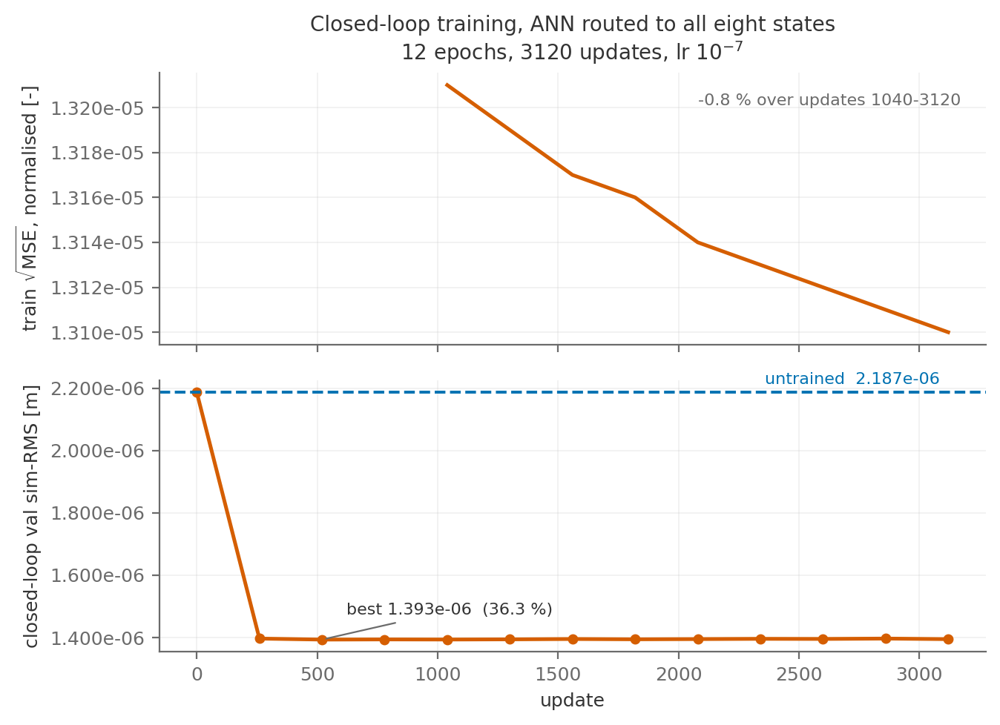 Closed-loop training, ANN routed to all eight states
12 epochs, 3120 updates, lr 10⁻⁷
train √MSE, normalised [-]
1.320e-05
1.318e-05
1.316e-05
1.314e-05
1.312e-05
1.310e-05
-0.8 % over updates 1040-3120
closed-loop val sim-RMS [m]
2.200e-06
2.000e-06
1.800e-06
1.600e-06
1.400e-06
untrained 2.187e-06
best 1.393e-06 (36.3 %)
0 500 1000 1500 2000 2500 3000
update